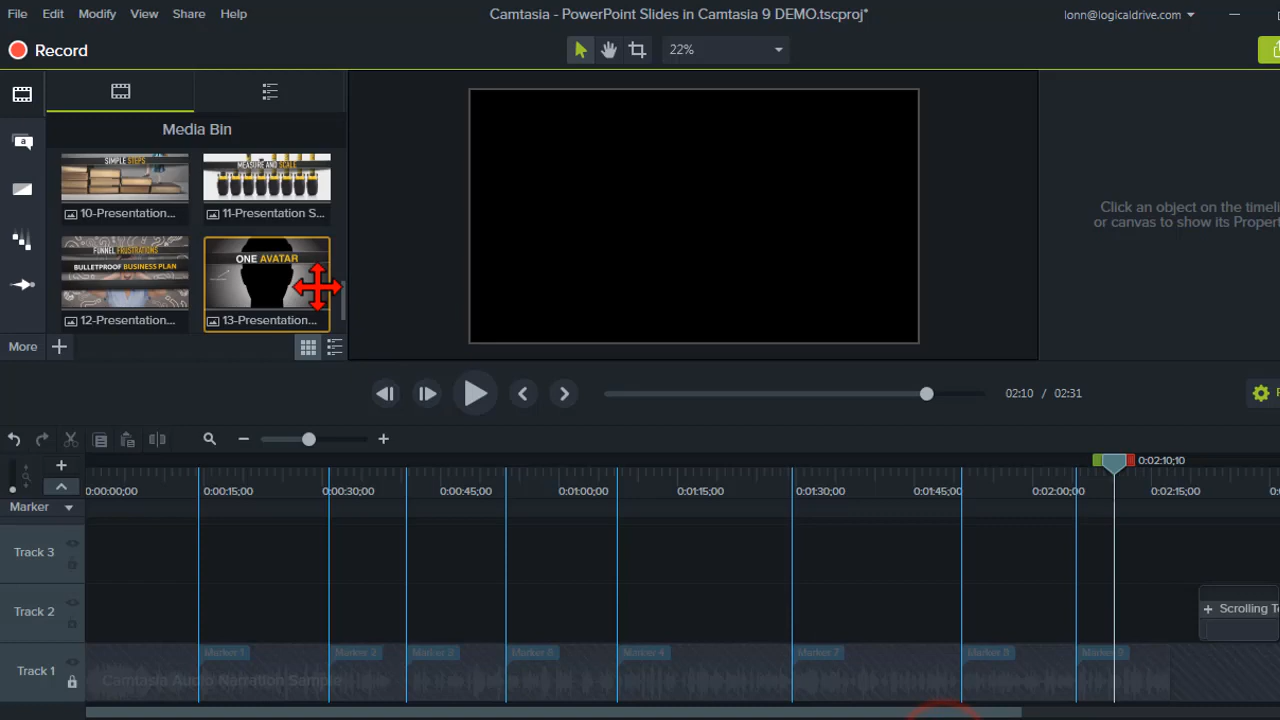 File Edit Modify View Share Help
Camtasia - PowerPoint Slides in Camtasia 9 DEMO.tscproj*
lonn@logicaldrive.com
Record
22%
Media Bin
SIMPLE STEPS
MEASURE AND SCALE
10-Presentation...
11-Presentation S...
FUNNEL FRUSTRATIONS
BULLETPROOF BUSINESS PLAN
ONE AVATAR
12-Presentation...
13-Presentation...
Click an object on the timeli
or canvas to show its Propert
More
02:10 / 02:31
0:02:10;10
0:00:00;00 0:00:15;00 0:00:30;00 0:00:45;00 0:01:00;00 0:01:15;00 0:01:30;00 0:01:45;00 0:02:00;00 0:02:15;00
Marker
Track 3
Track 2
+ Scrolling Te
Track 1
Marker 1 Marker 2 Marker 3 Marker 4 Marker 7
Camtasia Audio Narration Sample